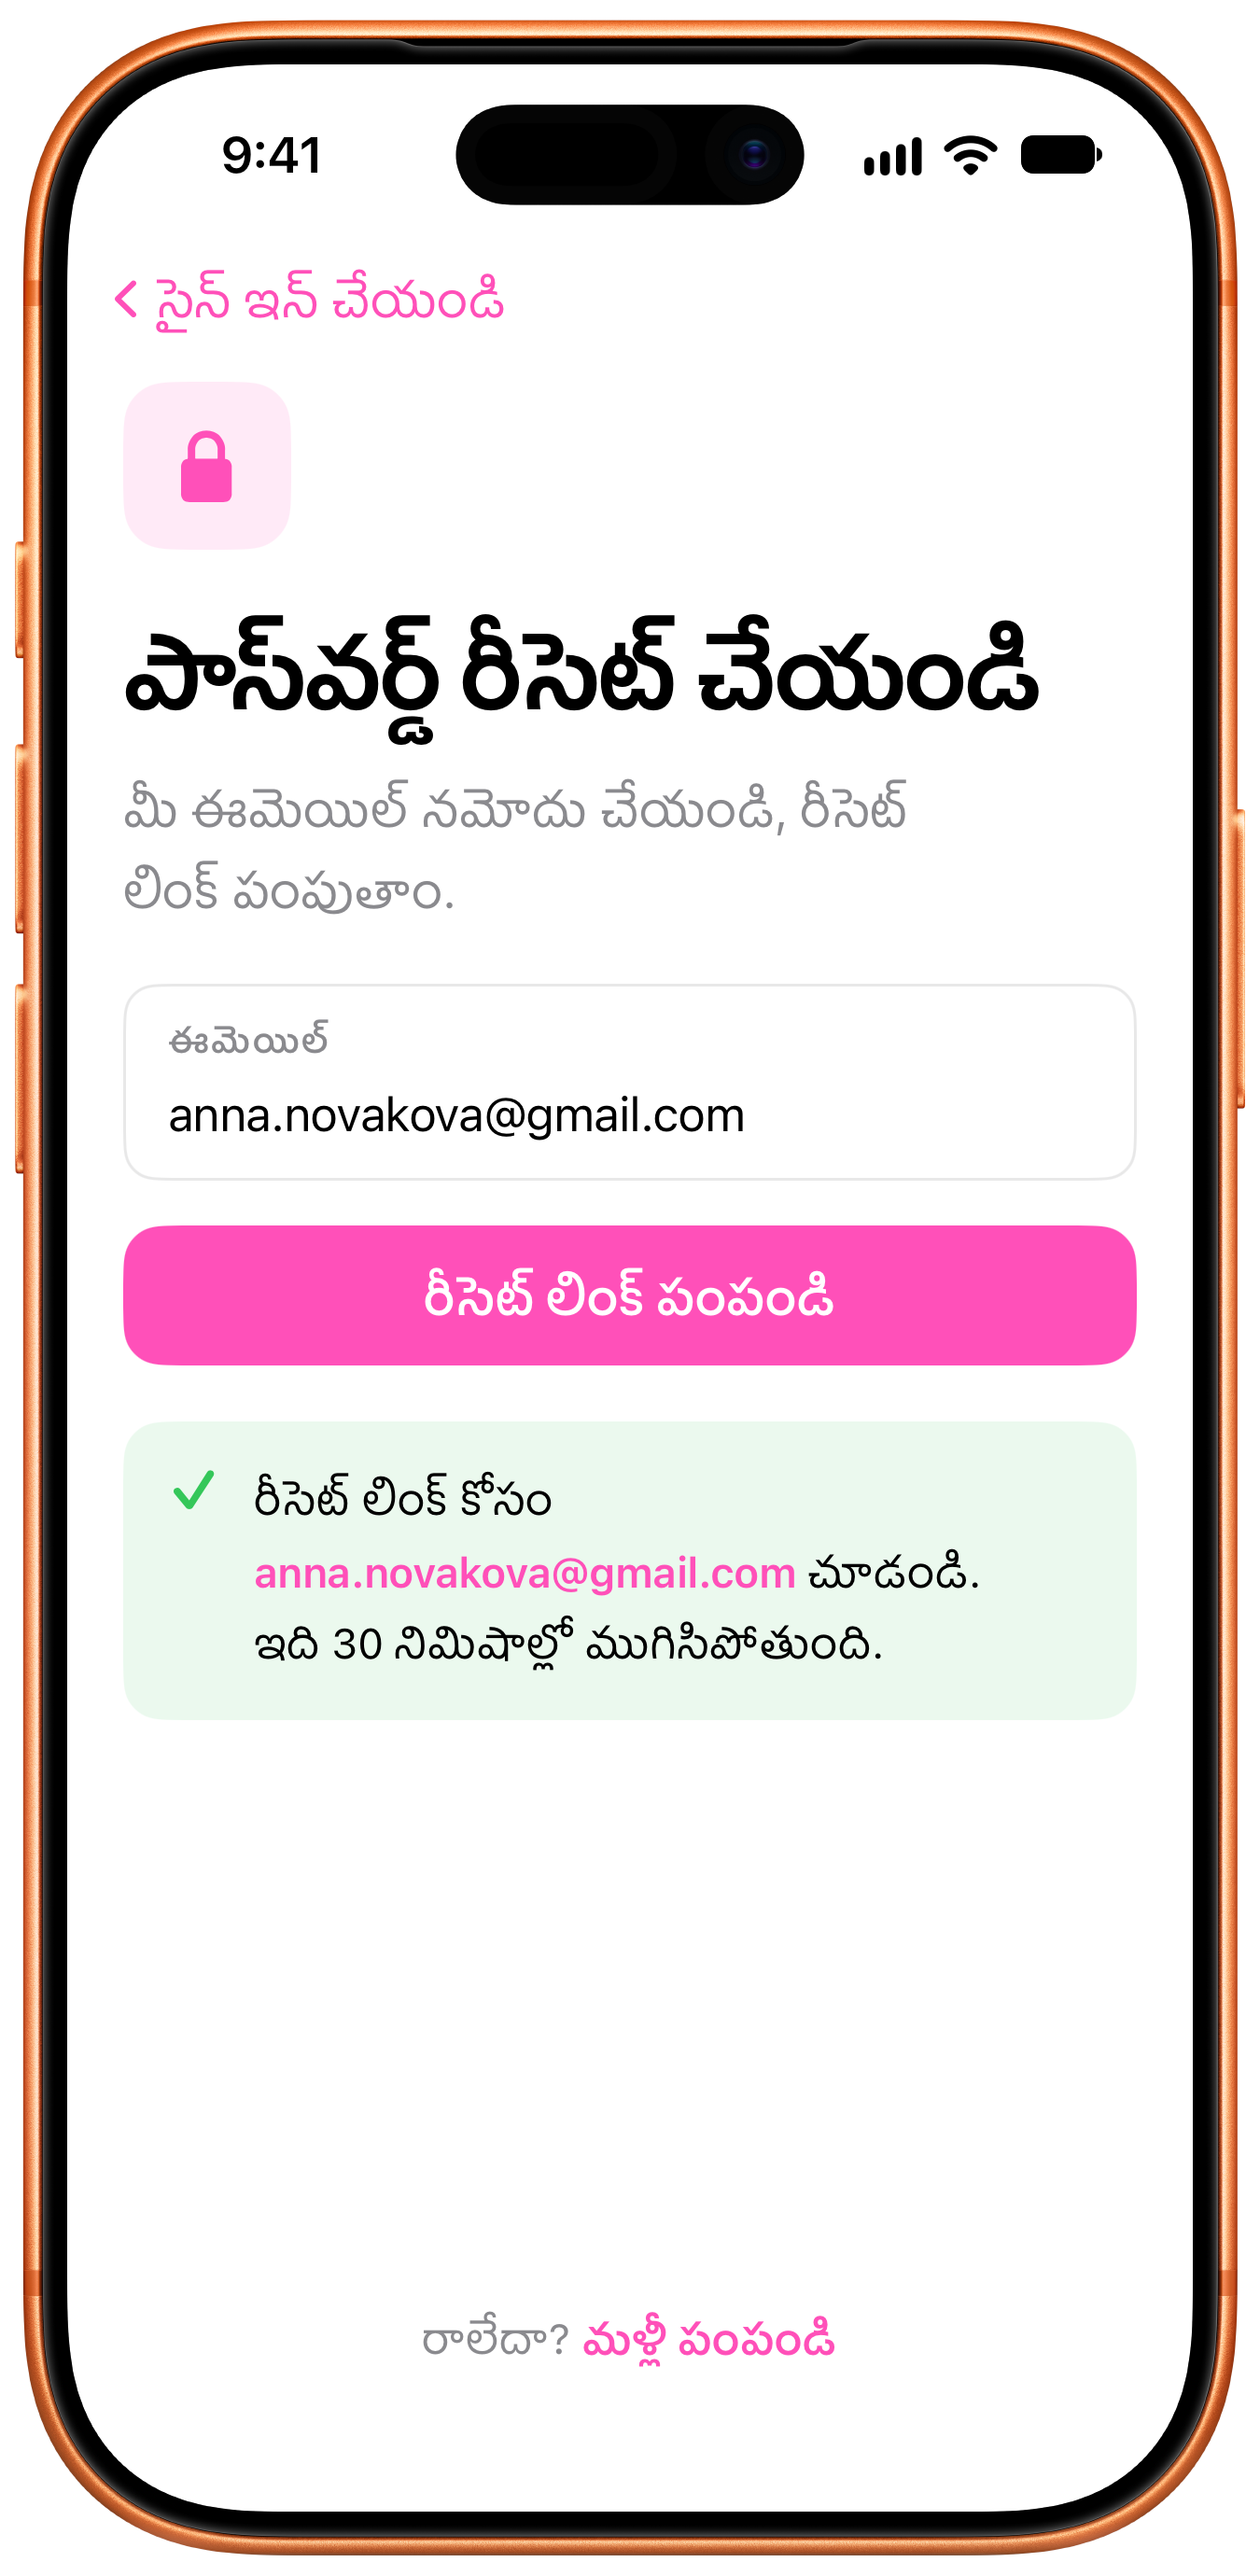 9:41
సైన్ ఇన్ చేయండి
పాస్‌వర్డ్ రీసెట్ చేయండి
మీ ఈమెయిల్ నమోదు చేయండి, రీసెట్
లింక్ పంపుతాం.
ఈమెయిల్
anna.novakova@gmail.com
రీసెట్ లింక్ పంపండి
రీసెట్ లింక్ కోసం
anna.novakova@gmail.com చూడండి.
ఇది 30 నిమిషాల్లో ముగిసిపోతుంది.
రాలేదా? మళ్లీ పంపండి